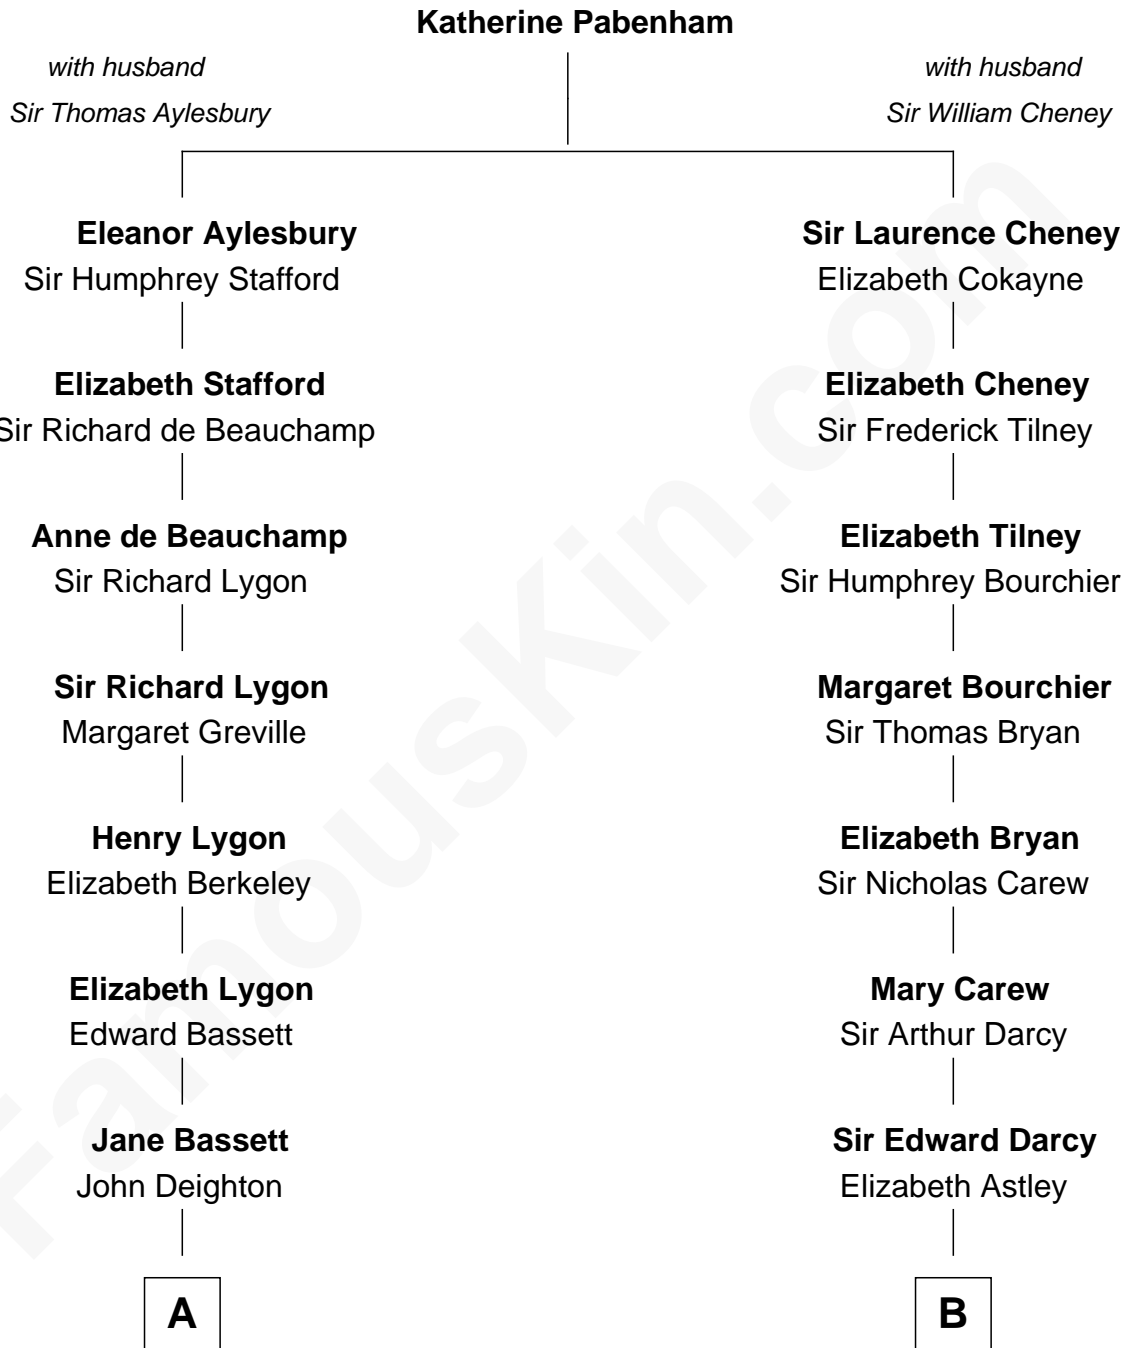 Katherine Pabenham
with husband
Sir Thomas Aylesbury
with husband
Sir William Cheney
Eleanor Aylesbury
Sir Humphrey Stafford
Sir Laurence Cheney
Elizabeth Cokayne
Elizabeth Stafford
Sir Richard de Beauchamp
Elizabeth Cheney
Sir Frederick Tilney
Anne de Beauchamp
Sir Richard Lygon
Elizabeth Tilney
Sir Humphrey Bourchier
Sir Richard Lygon
Margaret Greville
Margaret Bourchier
Sir Thomas Bryan
Henry Lygon
Elizabeth Berkeley
Elizabeth Bryan
Sir Nicholas Carew
Elizabeth Lygon
Edward Bassett
Mary Carew
Sir Arthur Darcy
Jane Bassett
John Deighton
Sir Edward Darcy
Elizabeth Astley
A
B
FamousKin.com